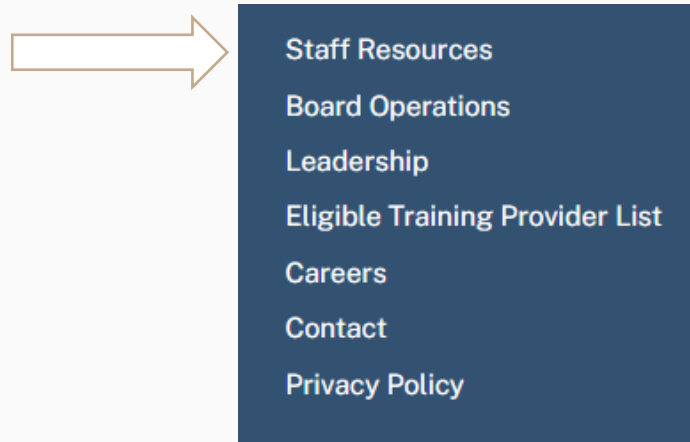 Staff Resources
Board Operations
Leadership
Eligible Training Provider List
Careers
Contact
Privacy Policy